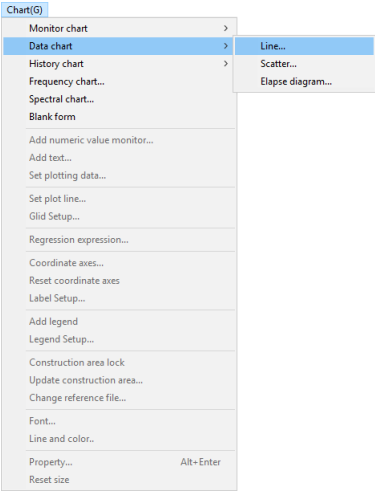 Chart(G)
Monitor chart >
Data chart >
Line...
Scatter...
Elapse diagram...
History chart >
Frequency chart...
Spectral chart...
Blank form
Add numeric value monitor...
Add text...
Set plotting data...
Set plot line...
Glid Setup...
Regression expression...
Coordinate axes...
Reset coordinate axes
Label Setup...
Add legend
Legend Setup...
Construction area lock
Update construction area...
Change reference file...
Font...
Line and color..
Property... Alt+Enter
Reset size